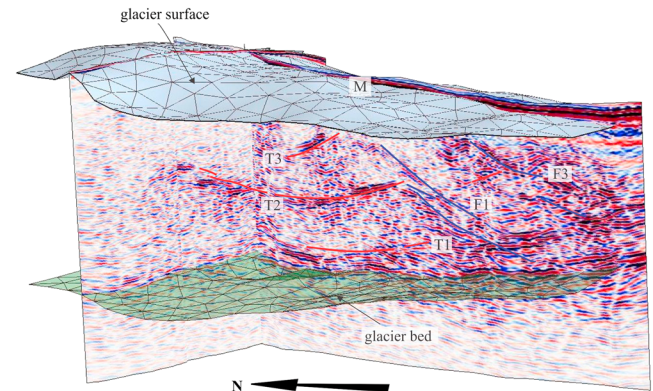 glacier surface
M
T3
F3
T2
F1
T1
glacier bed
N